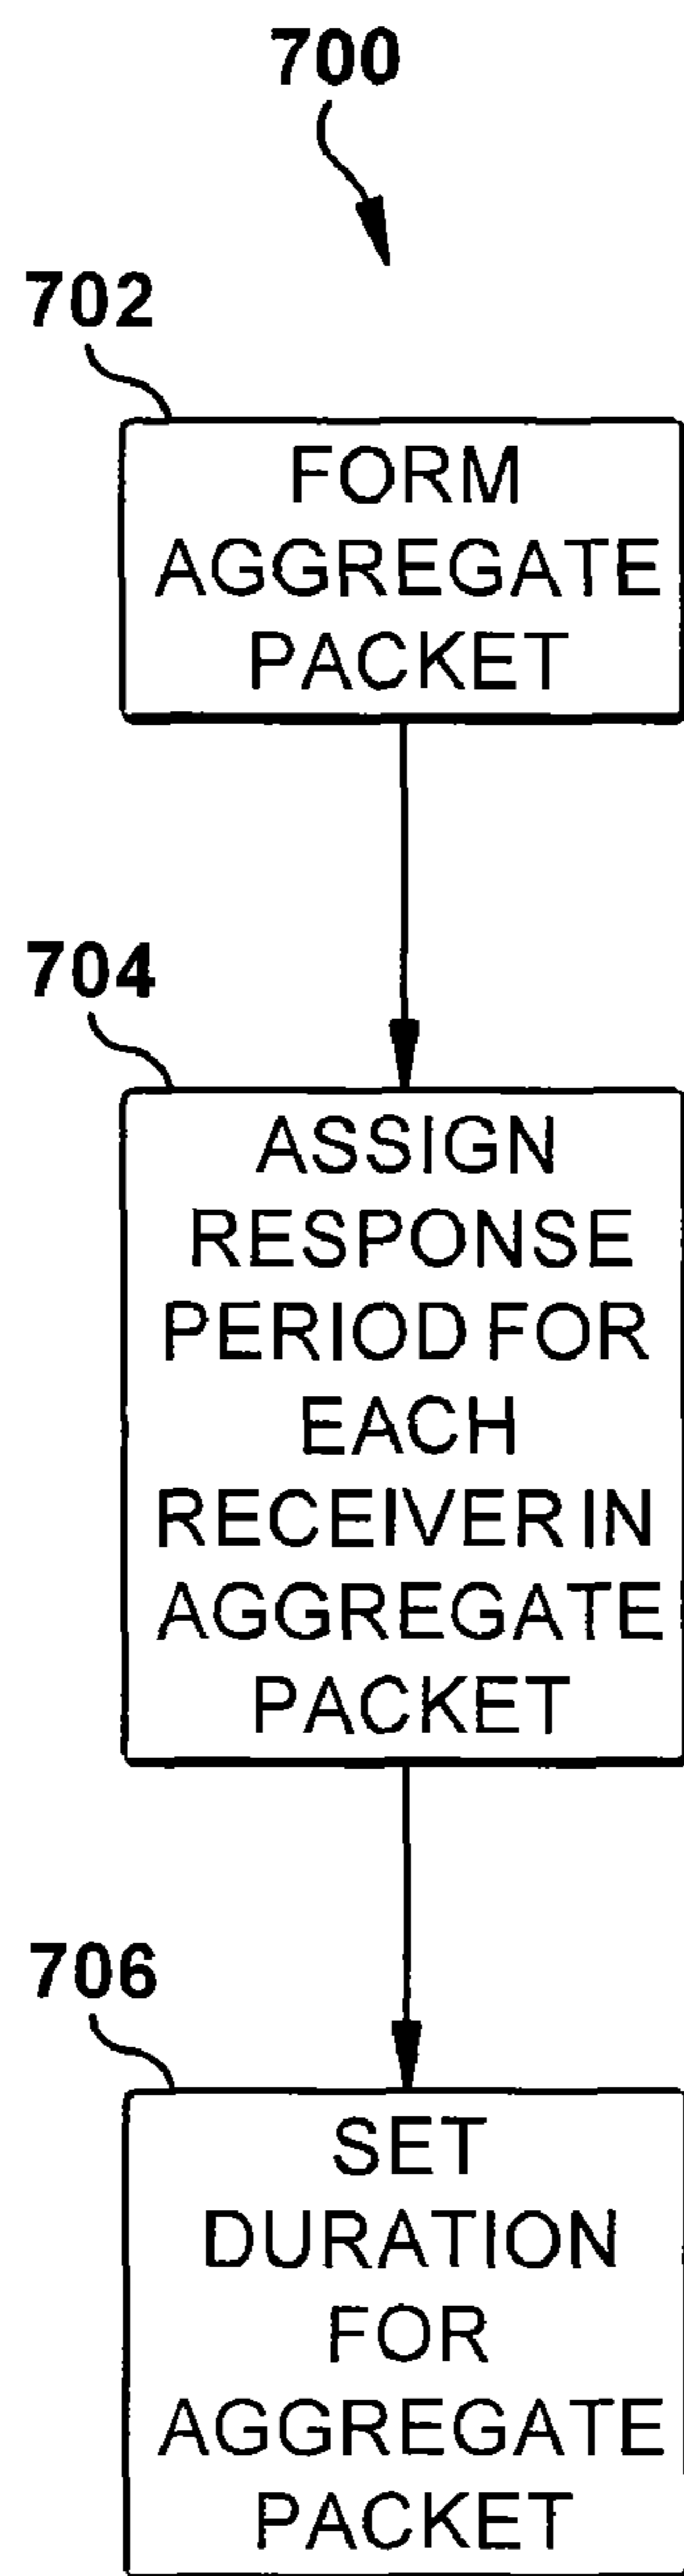 700
702
FORM
AGGREGATE
PACKET
704
ASSIGN
RESPONSE
PERIOD FOR
EACH
RECEIVER IN
AGGREGATE
PACKET
706
SET
DURATION
FOR
AGGREGATE
PACKET